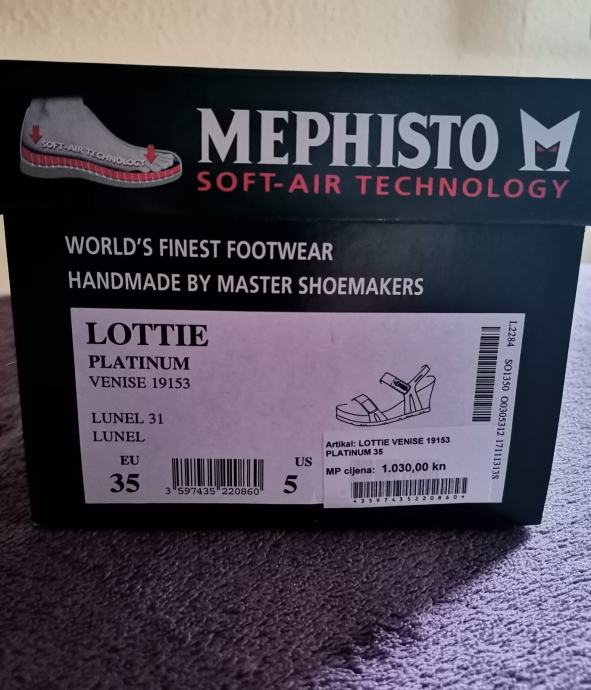 SOFT-AIR TECHNOLOGY
MEPHISTO
SOFT-AIR TECHNOLOGY
WORLD'S FINEST FOOTWEAR
HANDMADE BY MASTER SHOEMAKERS
LOTTIE
PLATINUM
VENISE 19153
LUNEL 31
LUNEL
EU
35
3 597435 220860
US
5
L2284 SO1350 O0305312 17111313S
Artikal: LOTTIE VENISE 19153
PLATINUM 35
MP cijena: 1.030,00 kn
*3597435220860*